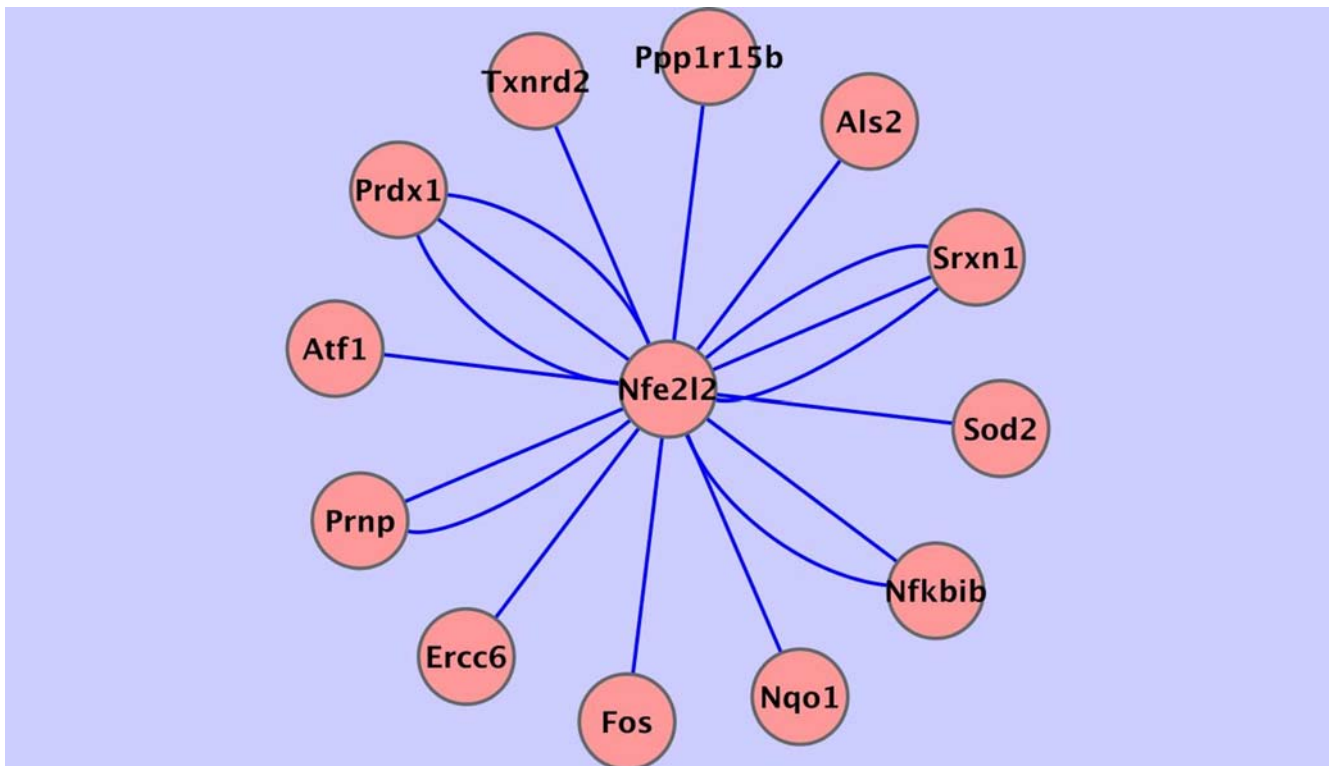 Ppp1r15b
Txnrd2
Als2
Prdx1
Srxn1
Atf1
Nfe2l2
Sod2
Prnp
Nfkbib
Ercc6
Nqo1
Fos